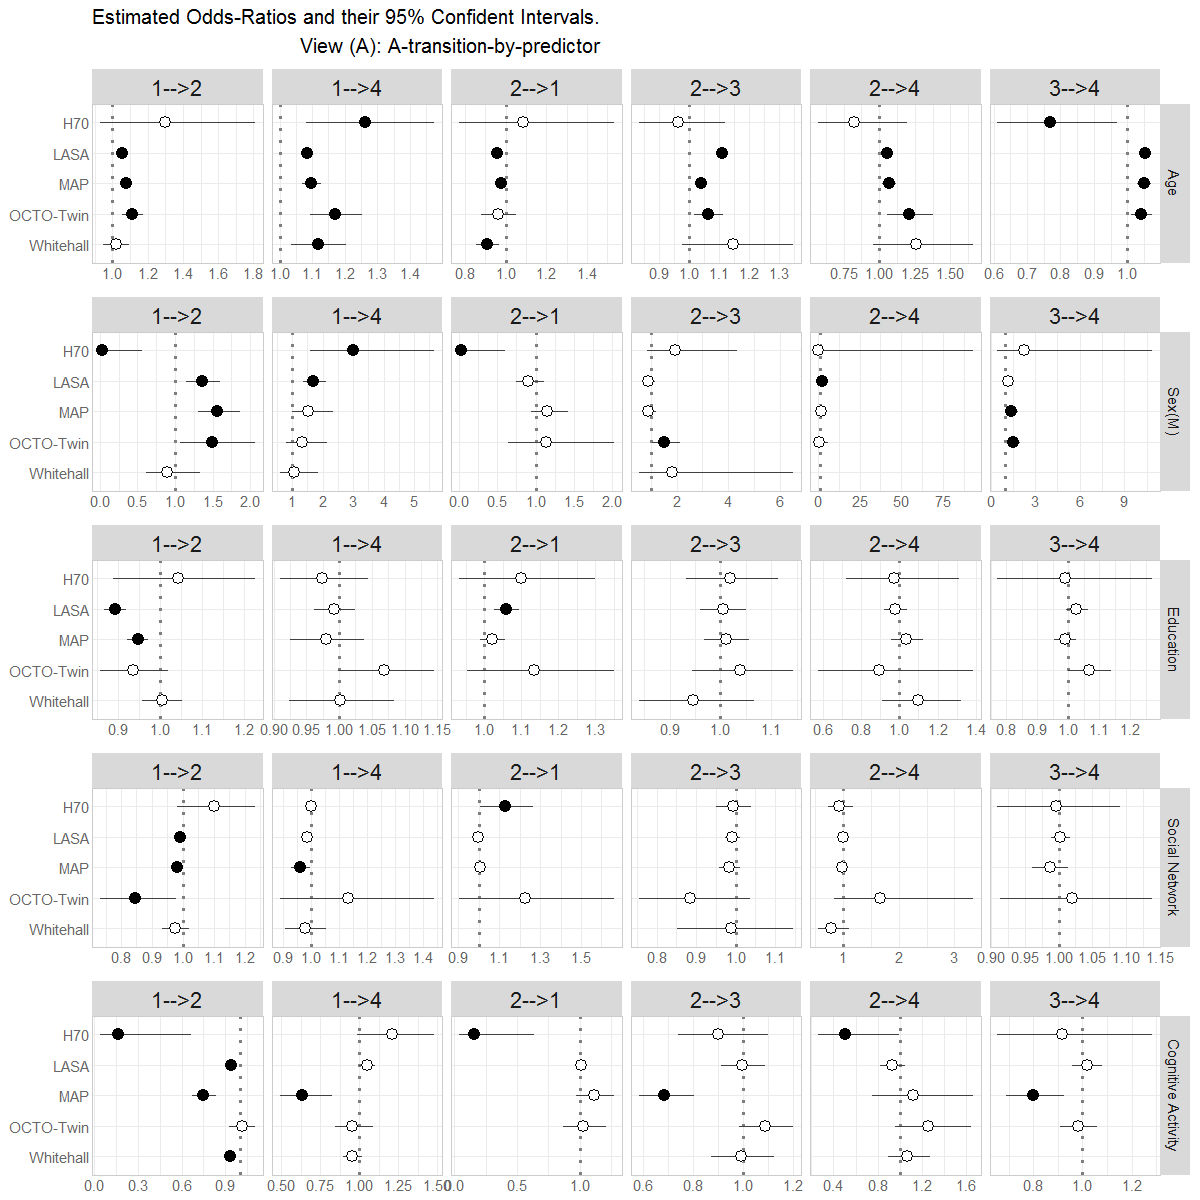 Estimated Odds-Ratios and their 95% Confident Intervals.
View (A): A-transition-by-predictor
1-->2 1-->4 2-->1 2-->3 2-->4 3-->4
H70
LASA
MAP
OCTO-Twin
Whitehall
Age
1.0 1.2 1.4 1.6 1.8 1.0 1.1 1.2 1.3 1.4 0.8 1.0 1.2 1.4 0.9 1.0 1.1 1.2 1.3 0.75 1.00 1.25 1.50 0.6 0.7 0.8 0.9 1.0
1-->2 1-->4 2-->1 2-->3 2-->4 3-->4
H70
LASA
MAP
OCTO-Twin
Whitehall
Sex(M)
0.0 0.5 1.0 1.5 2.0 1 2 3 4 5 0.0 0.5 1.0 1.5 2.0 2 4 6 0 25 50 75 0 3 6 9
1-->2 1-->4 2-->1 2-->3 2-->4 3-->4
H70
LASA
MAP
OCTO-Twin
Whitehall
Education
0.9 1.0 1.1 1.2 0.90 0.95 1.00 1.05 1.10 1.15 1.0 1.1 1.2 1.3 0.9 1.0 1.1 0.6 0.8 1.0 1.2 1.4 0.8 0.9 1.0 1.1 1.2
1-->2 1-->4 2-->1 2-->3 2-->4 3-->4
H70
LASA
MAP
OCTO-Twin
Whitehall
Social Network
0.8 0.9 1.0 1.1 1.2 0.9 1.0 1.1 1.2 1.3 1.4 0.9 1.1 1.3 1.5 0.7 0.8 0.9 1.0 1.1 1 2 3 0.90 0.95 1.00 1.05 1.10 1.15
1-->2 1-->4 2-->1 2-->3 2-->4 3-->4
H70
LASA
MAP
OCTO-Twin
Whitehall
Cognitive Activity
0.0 0.3 0.6 0.9 0.50 0.75 1.00 1.25 1.50 0.0 0.5 1.0 0.6 0.8 1.0 1.2 0.4 0.6 0.8 1.0 1.2 1.4 1.6 0.8 1.0 1.2